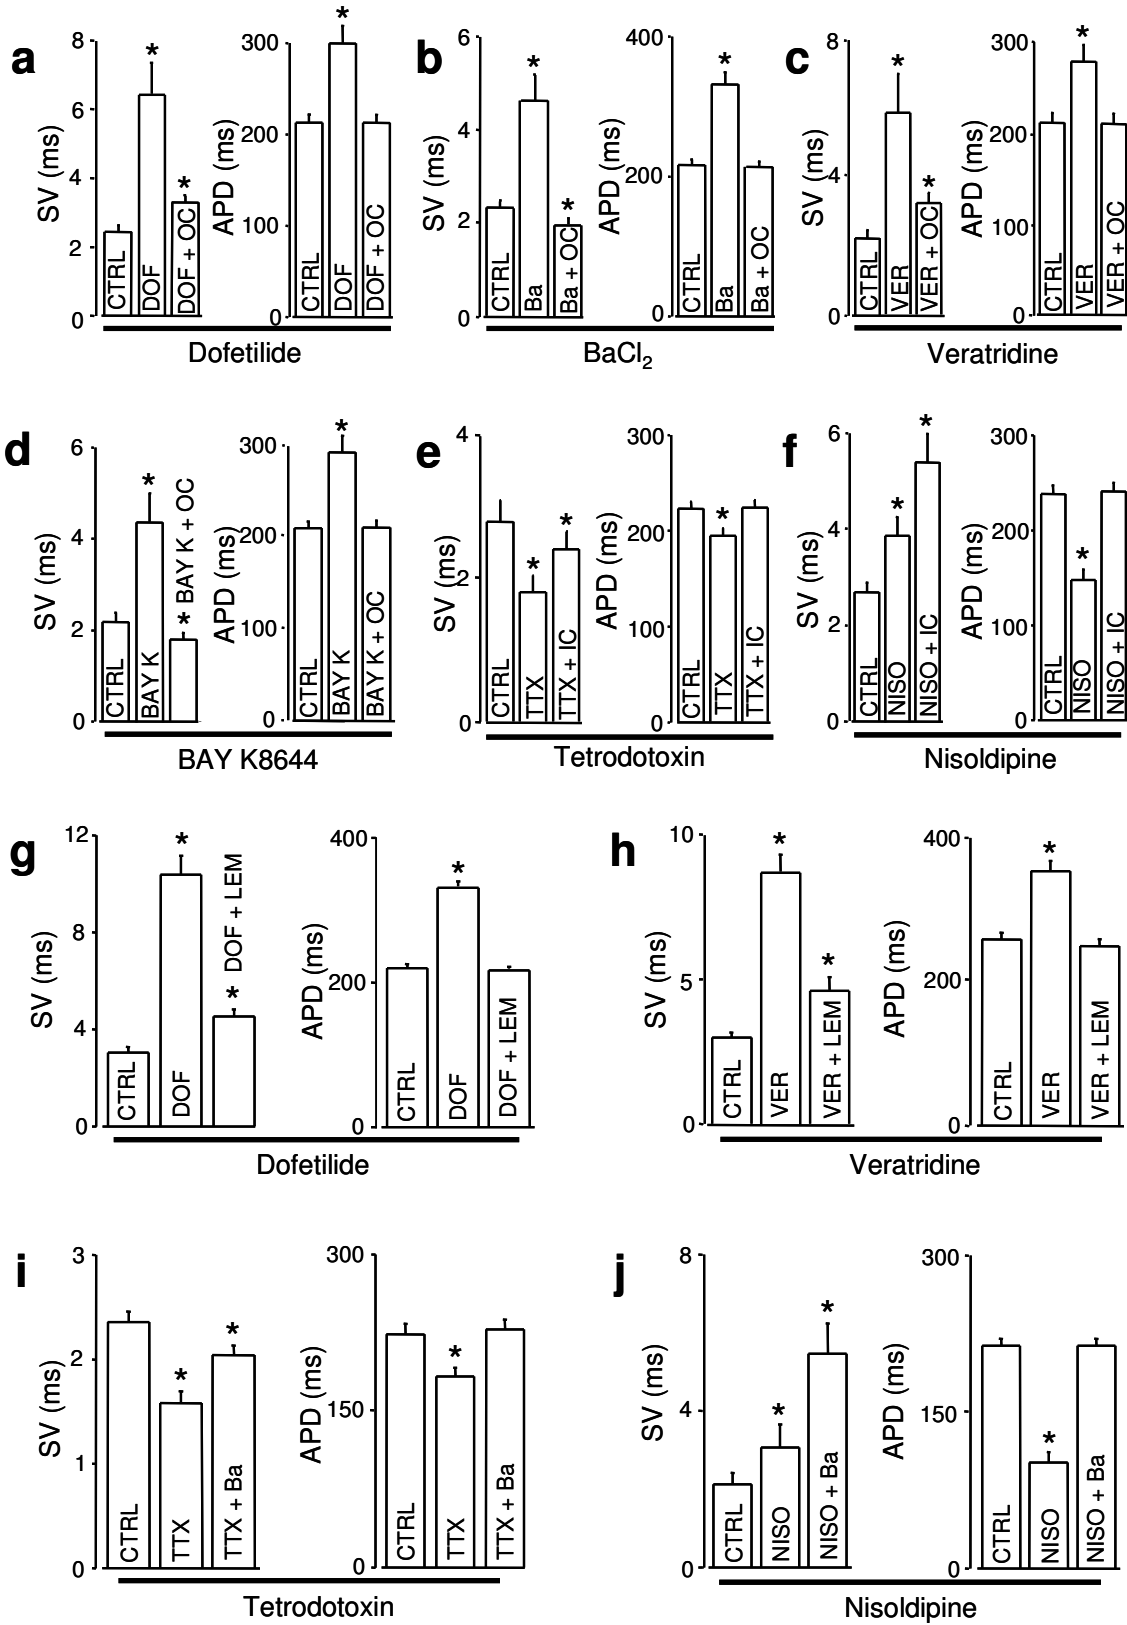 a
SV (ms)
8
6
4
2
0
*
*
CTRL
DOF
DOF + OC
APD (ms)
300
200
100
0
*
CTRL
DOF
DOF + OC
Dofetilide
b
SV (ms)
6
4
2
0
*
*
CTRL
Ba
Ba + OC
APD (ms)
400
200
0
*
CTRL
Ba
Ba + OC
BaCl₂
c
SV (ms)
8
4
0
*
*
CTRL
VER
VER + OC
APD (ms)
300
200
100
0
*
CTRL
VER
VER + OC
Veratridine
d
SV (ms)
6
4
2
0
*
*
CTRL
BAY K
BAY K + OC
APD (ms)
300
200
100
0
*
CTRL
BAY K
BAY K + OC
BAY K8644
e
SV (ms)
4
2
0
*
*
CTRL
TTX
TTX + IC
APD (ms)
300
200
100
0
*
CTRL
TTX
TTX + IC
Tetrodotoxin
f
SV (ms)
6
4
2
0
*
*
CTRL
NISO
NISO + IC
APD (ms)
300
200
100
0
*
CTRL
NISO
NISO + IC
Nisoldipine
g
SV (ms)
12
8
4
0
*
*
CTRL
DOF
DOF + LEM
APD (ms)
400
200
0
*
CTRL
DOF
DOF + LEM
Dofetilide
h
SV (ms)
10
5
0
*
*
CTRL
VER
VER + LEM
APD (ms)
400
200
0
*
CTRL
VER
VER + LEM
Veratridine
i
SV (ms)
3
2
1
0
*
*
CTRL
TTX
TTX + Ba
APD (ms)
300
150
0
*
CTRL
TTX
TTX + Ba
Tetrodotoxin
j
SV (ms)
8
4
0
*
*
CTRL
NISO
NISO + Ba
APD (ms)
300
150
0
*
CTRL
NISO
NISO + Ba
Nisoldipine